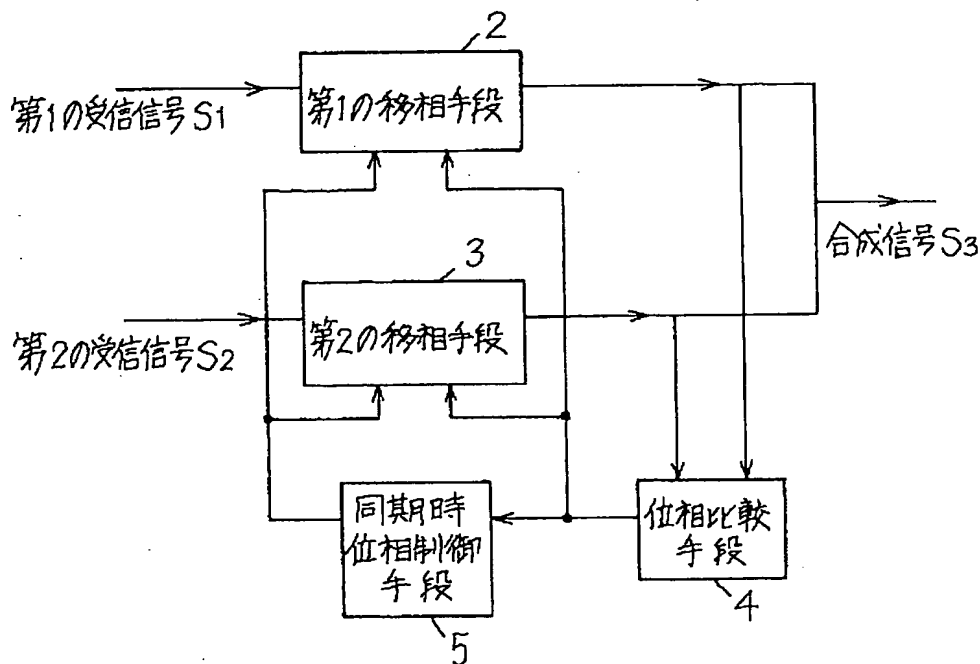 2
第1の受信信号S1
第1の移相手段
合成信号S3
3
第2の受信信号S2
第2の移相手段
同期時
位相制御
手段
位相比較
手段
4
5